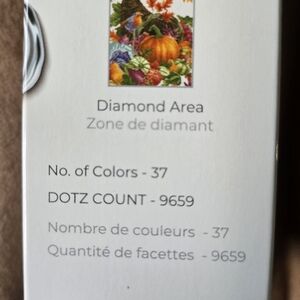 Diamond Area
Zone de diamant
No. of Colors - 37
DOTZ COUNT - 9659
Nombre de couleurs - 37
Quantité de facettes - 9659